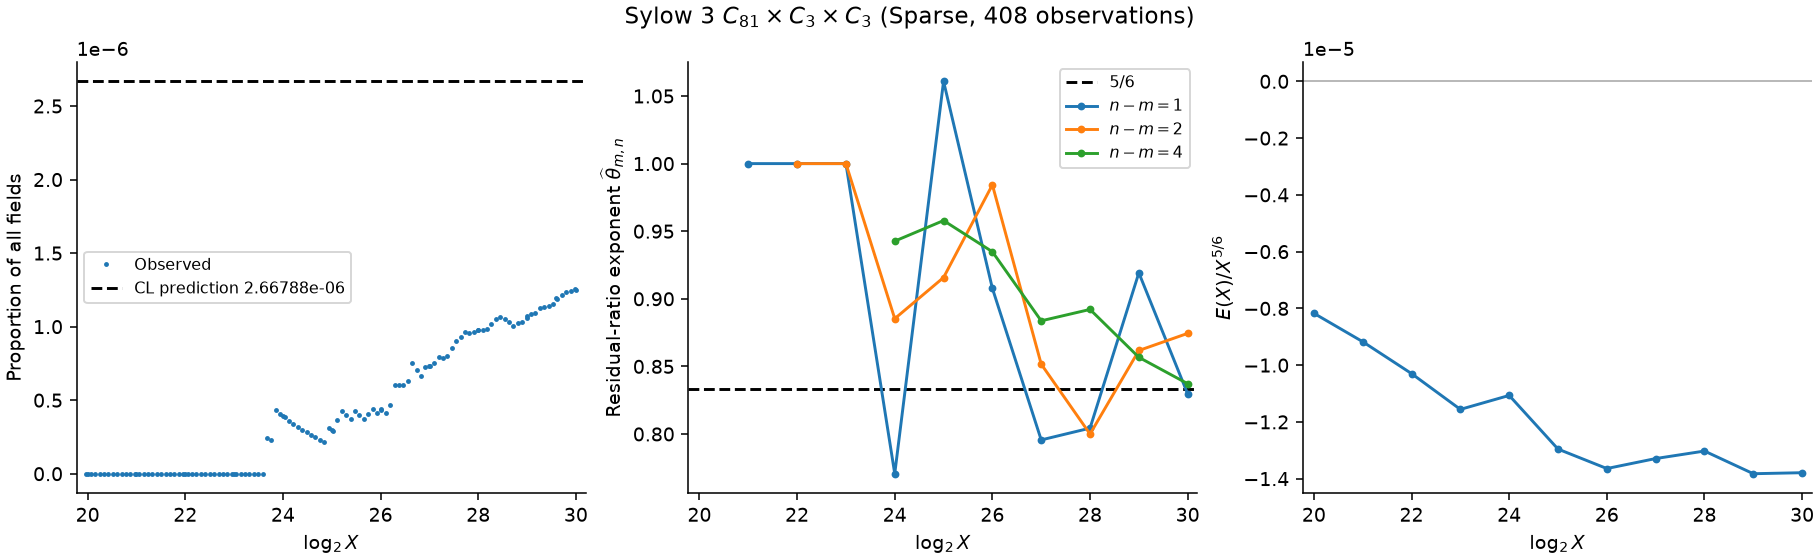 Sylow 3 C₈₁ × C₃ × C₃ (Sparse, 408 observations)
1e−6
Proportion of all fields
2.5
2.0
1.5
1.0
0.5
0.0
Observed
CL prediction 2.66788e-06
20 22 24 26 28 30
log₂ X
Residual-ratio exponent θ̂ₘ,ₙ
1.05
1.00
0.95
0.90
0.85
0.80
5/6
n − m = 1
n − m = 2
n − m = 4
20 22 24 26 28 30
log₂ X
1e−5
E(X)/X^{5/6}
0.0
−0.2
−0.4
−0.6
−0.8
−1.0
−1.2
−1.4
20 22 24 26 28 30
log₂ X